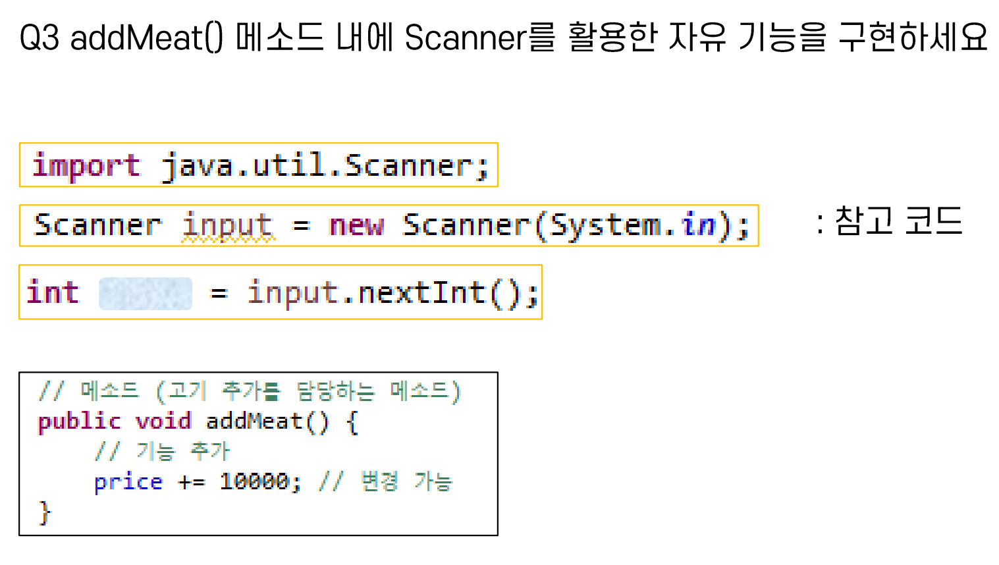 Q3 addMeat() 메소드 내에 Scanner를 활용한 자유 기능을 구현하세요
import java.util.Scanner;
Scanner input = new Scanner(System.in); : 참고 코드
int = input.nextInt();
// 메소드 (고기 추가를 담당하는 메소드)
public void addMeat() {
// 기능 추가
price += 10000; // 변경 가능
}